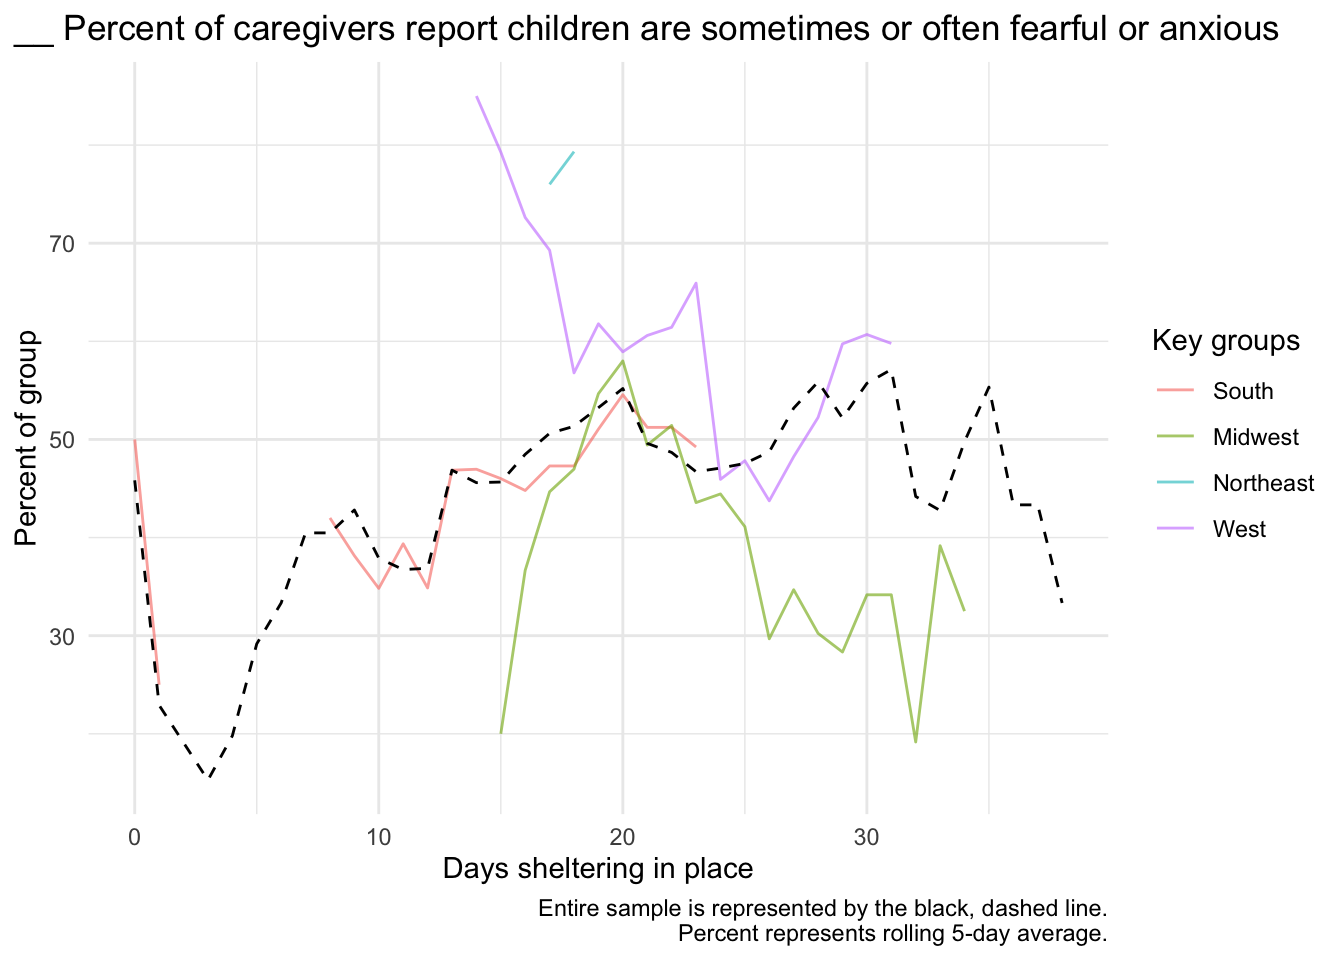 __ Percent of caregivers report children are sometimes or often fearful or anxious
70
50
30
Percent of group
0 10 20 30
Days sheltering in place
Key groups
South
Midwest
Northeast
West
Entire sample is represented by the black, dashed line.
Percent represents rolling 5-day average.